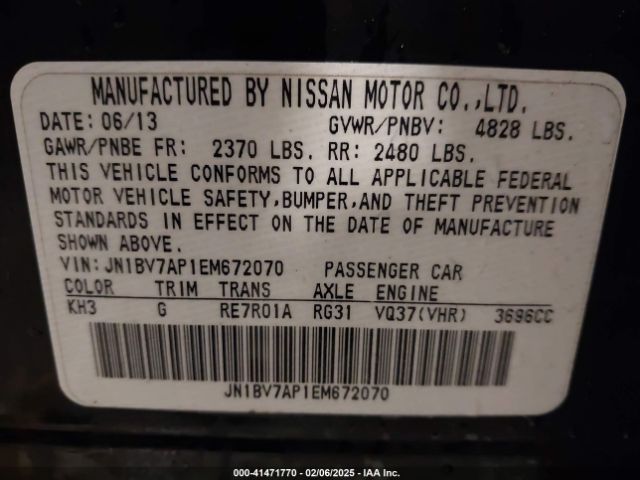 MANUFACTURED BY NISSAN MOTOR CO.,LTD.
DATE: 06/13 GVWR/PNBV: 4828 LBS.
GAWR/PNBE FR: 2370 LBS. RR: 2480 LBS.
THIS VEHICLE CONFORMS TO ALL APPLICABLE FEDERAL
MOTOR VEHICLE SAFETY,BUMPER,AND THEFT PREVENTION
STANDARDS IN EFFECT ON THE DATE OF MANUFACTURE
SHOWN ABOVE.
VIN:JN1BV7AP1EM672070 PASSENGER CAR
COLOR TRIM TRANS AXLE ENGINE
KH3 G RE7R01A RG31 VQ37(VHR) 3696CC
JN1BV7AP1EM672070
000-41471770 - 02/06/2025 - IAA Inc.